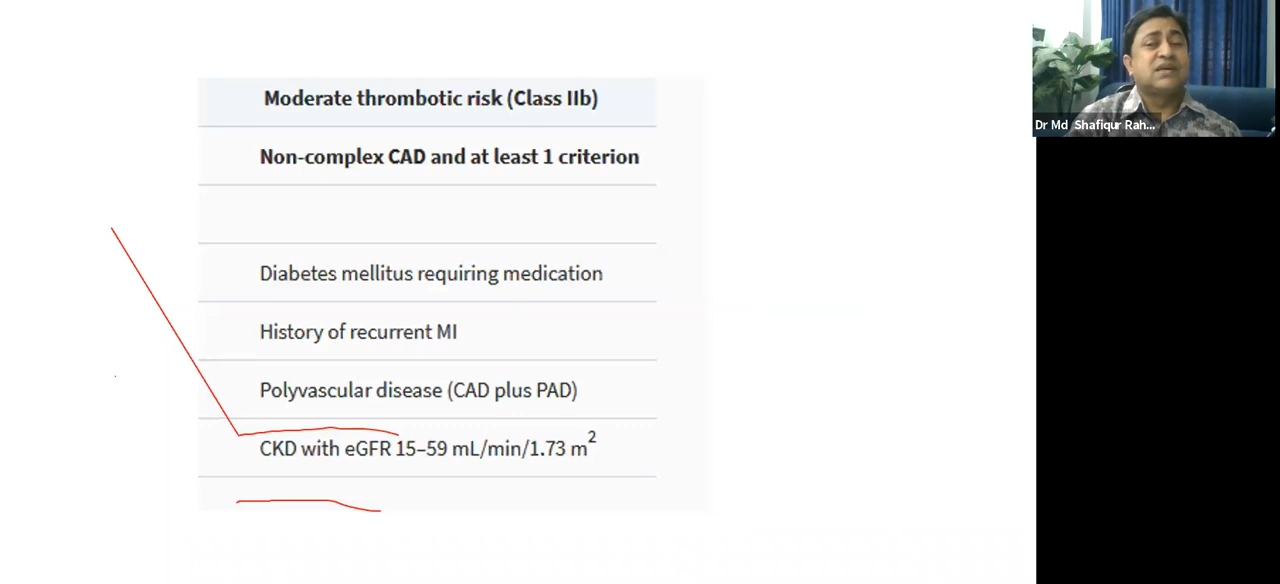 Moderate thrombotic risk (Class IIb)
Non-complex CAD and at least 1 criterion
Diabetes mellitus requiring medication
History of recurrent MI
Polyvascular disease (CAD plus PAD)
CKD with eGFR 15–59 mL/min/1.73 m²
Dr Md Shafiqur Rah...